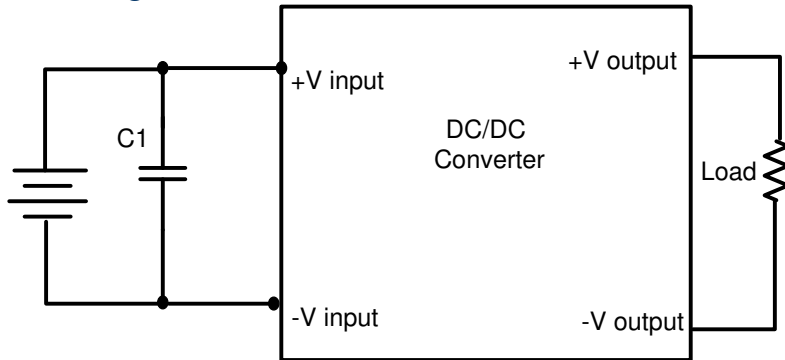 +V input
+V output
C1
DC/DC
Converter
Load
-V input
-V output